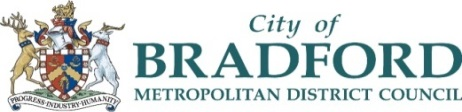 City of
BRADFORD
METROPOLITAN DISTRICT COUNCIL
PROGRESS·INDUSTRY·HUMANITY